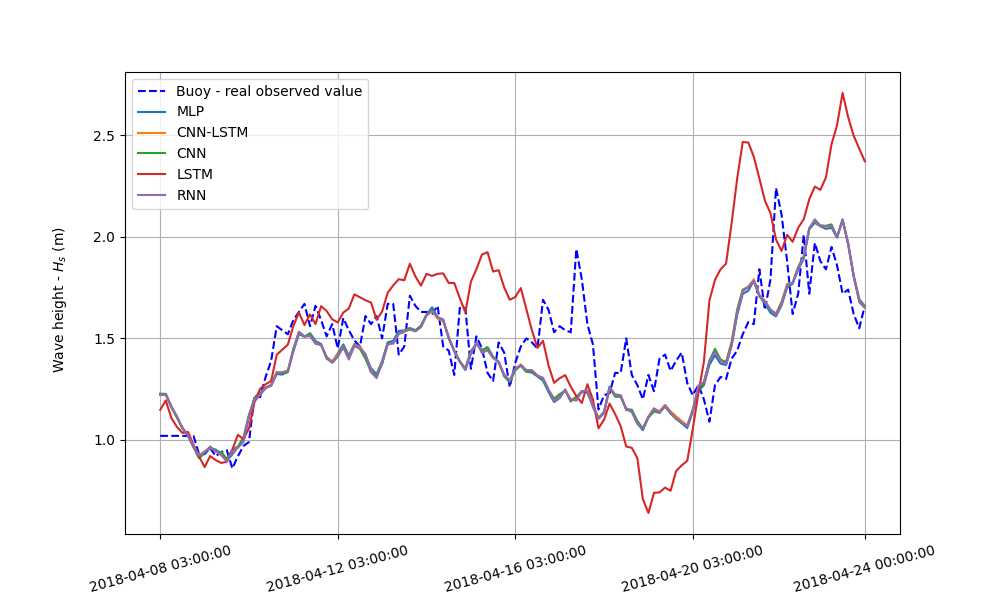 Buoy - real observed value
MLP
CNN-LSTM
CNN
LSTM
RNN
Wave height - Hs (m)
2.5
2.0
1.5
1.0
2018-04-08 03:00:00
2018-04-12 03:00:00
2018-04-16 03:00:00
2018-04-20 03:00:00
2018-04-24 00:00:00